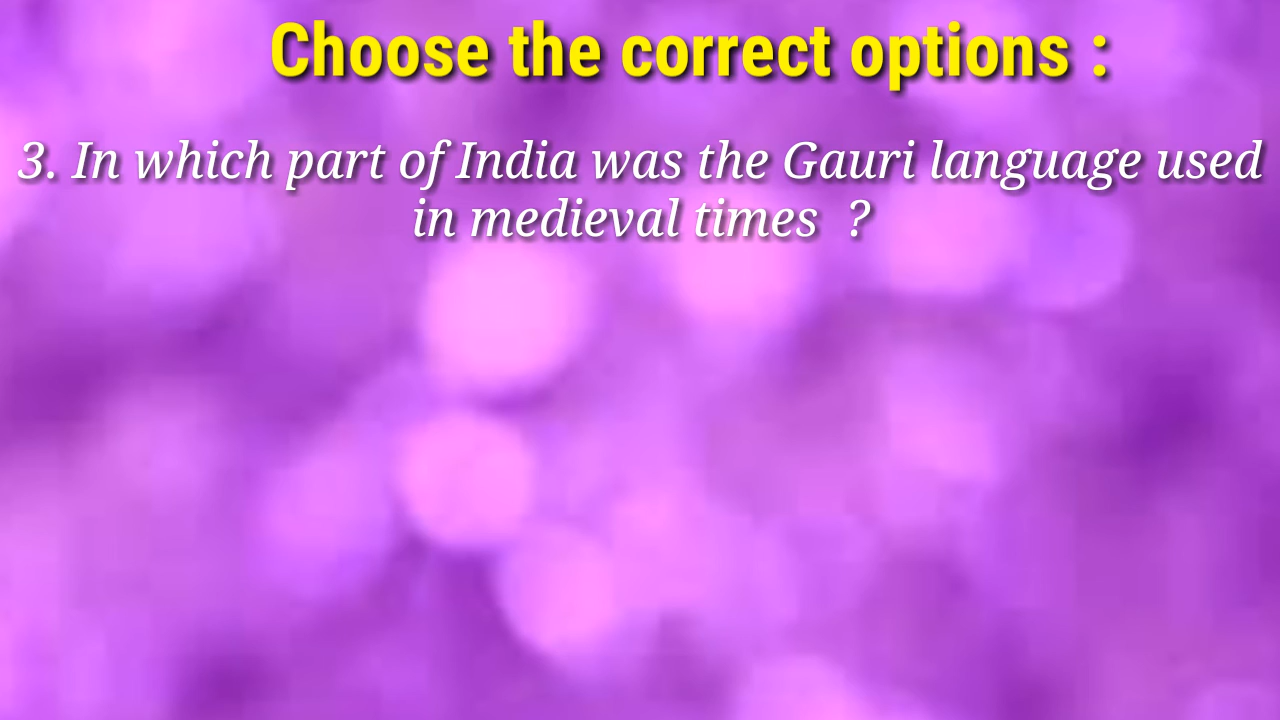 Choose the correct options :
3. In which part of India was the Gauri language used
in medieval times  ?